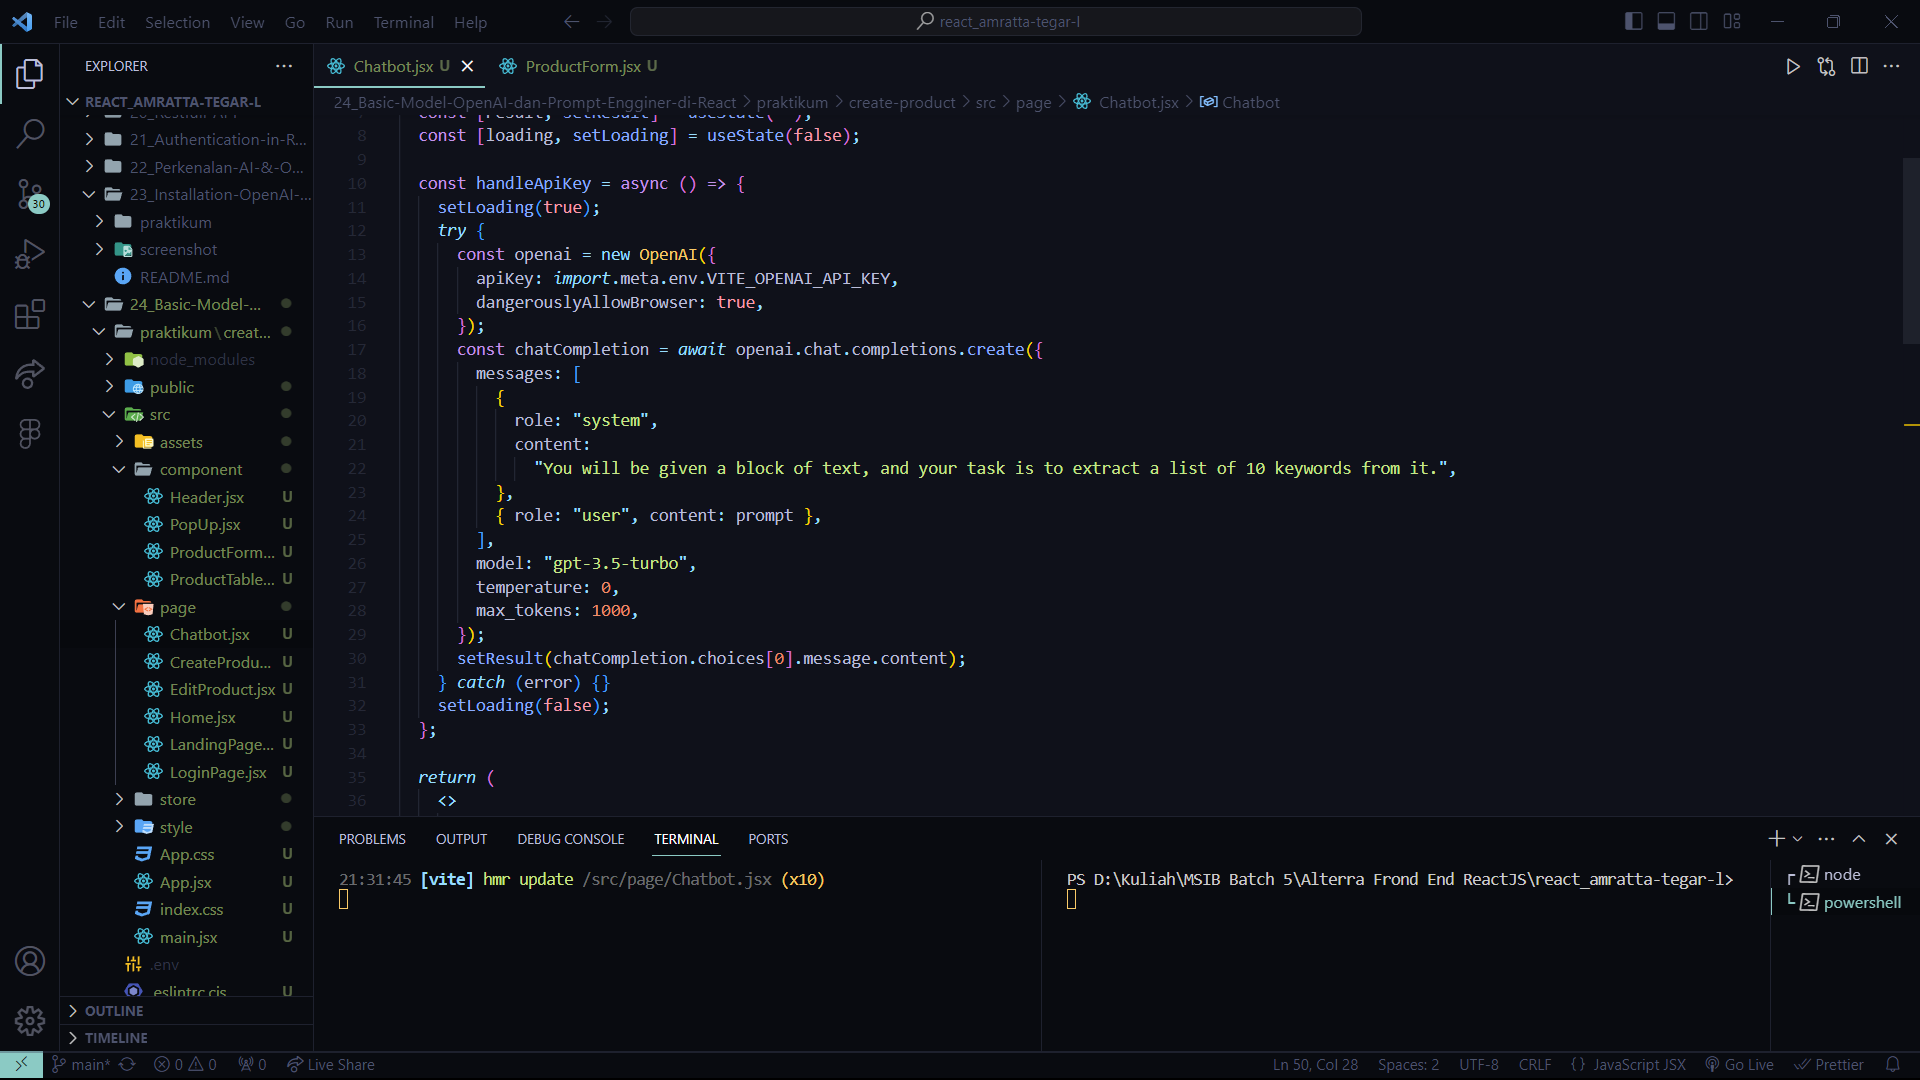 File Edit Selection View Go Run Terminal Help
react_amratta-tegar-l
EXPLORER
REACT_AMRATTA-TEGAR-L
21_Authentication-in-R...
22_Perkenalan-AI-&-O...
23_Installation-OpenAI-...
praktikum
screenshot
README.md
24_Basic-Model-...
praktikum \ creat...
node_modules
public
src
assets
component
Header.jsx U
PopUp.jsx U
ProductForm... U
ProductTable... U
page
Chatbot.jsx U
CreateProdu... U
EditProduct.jsx U
Home.jsx U
LandingPage... U
LoginPage.jsx U
store
style
App.css U
App.jsx U
index.css U
main.jsx U
.env
.eslintrc.cjs U
OUTLINE
TIMELINE
30
Chatbot.jsx U
ProductForm.jsx U
24_Basic-Model-OpenAI-dan-Prompt-Engginer-di-React > praktikum > create-product > src > page > Chatbot.jsx > Chatbot
8 const [loading, setLoading] = useState(false);
9
10 const handleApiKey = async () => {
11 setLoading(true);
12 try {
13 const openai = new OpenAI({
14 apiKey: import.meta.env.VITE_OPENAI_API_KEY,
15 dangerouslyAllowBrowser: true,
16 });
17 const chatCompletion = await openai.chat.completions.create({
18 messages: [
19 {
20 role: "system",
21 content:
22 "You will be given a block of text, and your task is to extract a list of 10 keywords from it.",
23 },
24 { role: "user", content: prompt },
25 ],
26 model: "gpt-3.5-turbo",
27 temperature: 0,
28 max_tokens: 1000,
29 });
30 setResult(chatCompletion.choices[0].message.content);
31 } catch (error) {}
32 setLoading(false);
33 };
34
35 return (
36 <>
PROBLEMS OUTPUT DEBUG CONSOLE TERMINAL PORTS
21:31:45 [vite] hmr update /src/page/Chatbot.jsx (x10)
PS D:\Kuliah\MSIB Batch 5\Alterra Frond End ReactJS\react_amratta-tegar-l>
node
powershell
main* 0 0 0 Live Share
Ln 50, Col 28 Spaces: 2 UTF-8 CRLF {} JavaScript JSX Go Live Prettier